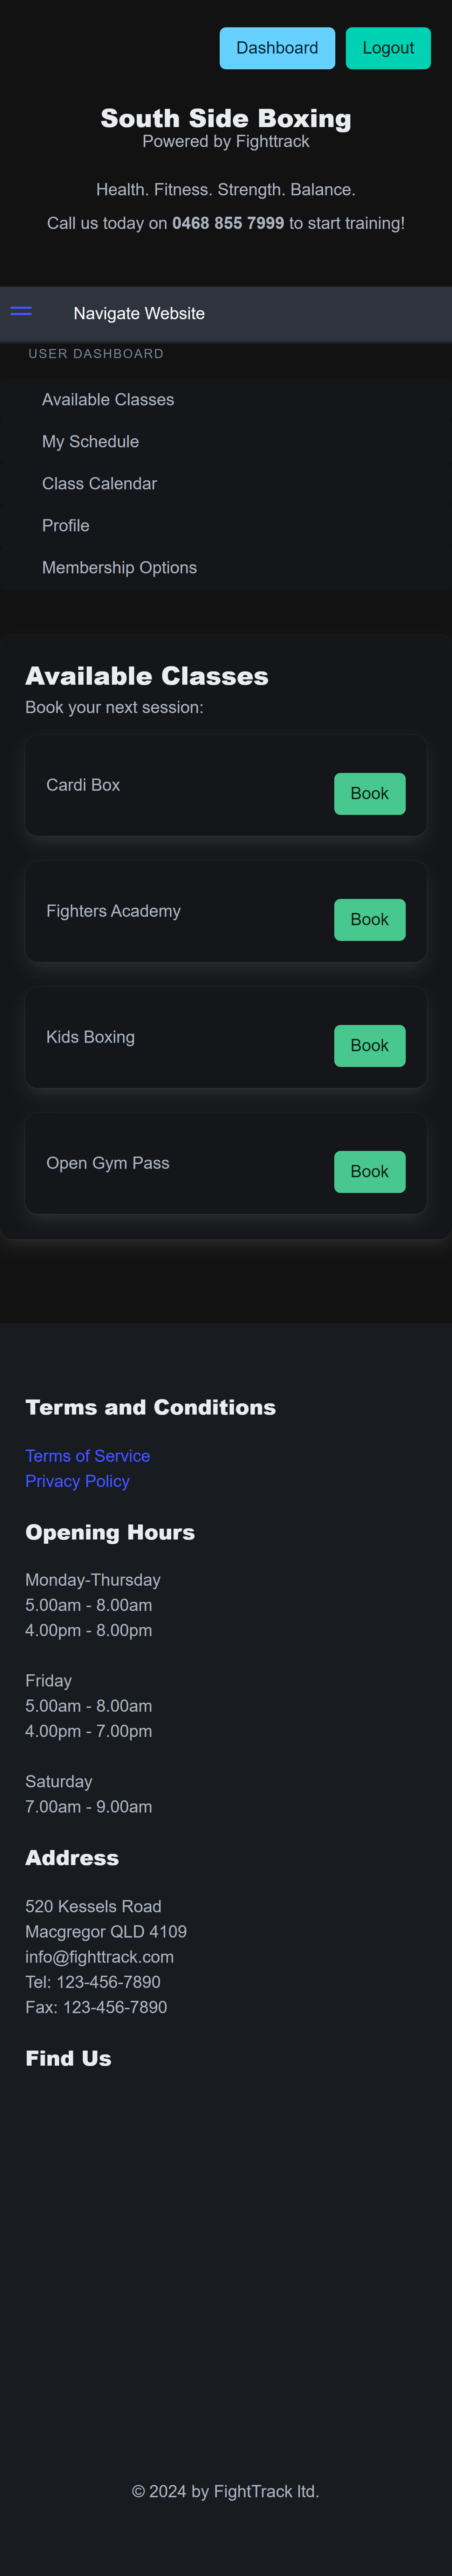 Dashboard
Logout
South Side Boxing
Powered by Fighttrack
Health. Fitness. Strength. Balance.
Call us today on 0468 855 7999 to start training!
Navigate Website
USER DASHBOARD
Available Classes
My Schedule
Class Calendar
Profile
Membership Options
Available Classes
Book your next session:
Cardi Box
Book
Fighters Academy
Book
Kids Boxing
Book
Open Gym Pass
Book
Terms and Conditions
Terms of Service
Privacy Policy
Opening Hours
Monday-Thursday
5.00am - 8.00am
4.00pm - 8.00pm
Friday
5.00am - 8.00am
4.00pm - 7.00pm
Saturday
7.00am - 9.00am
Address
520 Kessels Road
Macgregor QLD 4109
info@fighttrack.com
Tel: 123-456-7890
Fax: 123-456-7890
Find Us
© 2024 by FightTrack ltd.